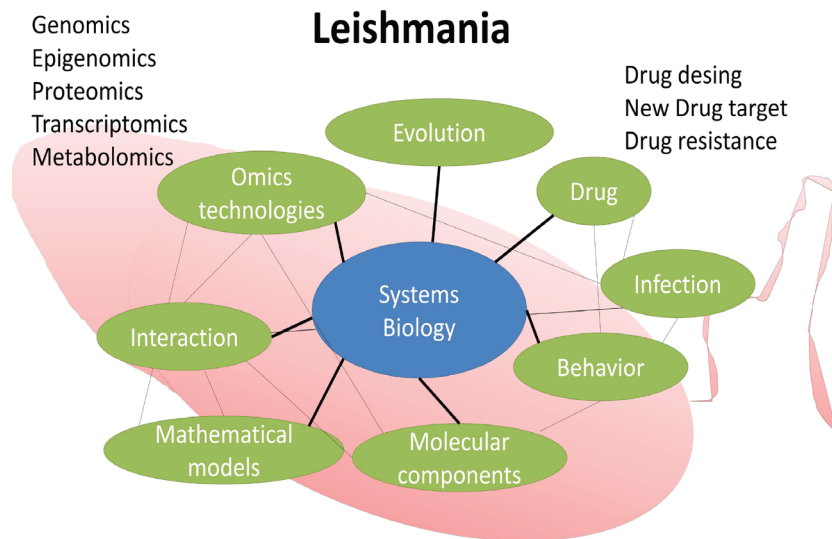 Leishmania
Genomics
Epigenomics
Proteomics
Transcriptomics
Metabolomics
Drug desing
New Drug target
Drug resistance
Evolution
Omics
technologies
Drug
Systems
Biology
Infection
Interaction
Behavior
Mathematical
models
Molecular
components